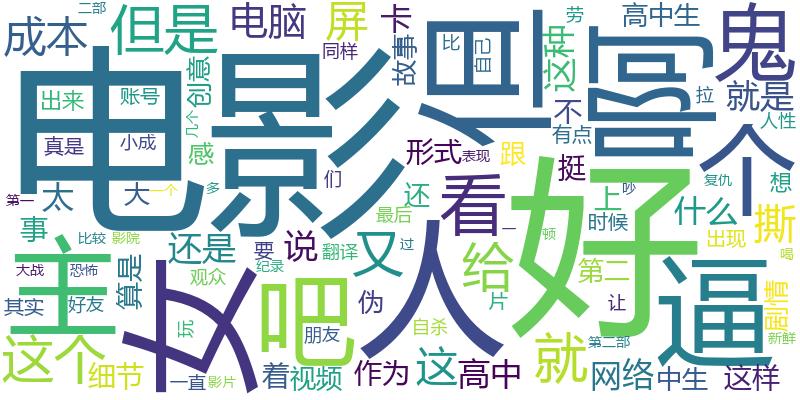 电影
好
人
但
啊
女
主
逼
吧
鬼
个
又
看
但是
电脑
屏
卡
高中生
成本
二部
同样
比
自己
劳
这种
创意
故事
几个
出来
账号
真是
小成
感
们
形式
表现
跟
挺
不
有点
拉
就是
人性
第一
太
大
一个
多
还
上
想
复仇
吵
时候
什么
撕
出现
喝
事
比较
影院
还是
要
说
翻译
过
最后
给
一
顿
第二
大战
恐怖
算是
观众
纪录
伪
片
让
剧情
其实
好友
玩
朋友
自杀
就
第二部
新鲜
这个
细节
一直
影片
着
视频
作为
这
高中
网络
中生
这样